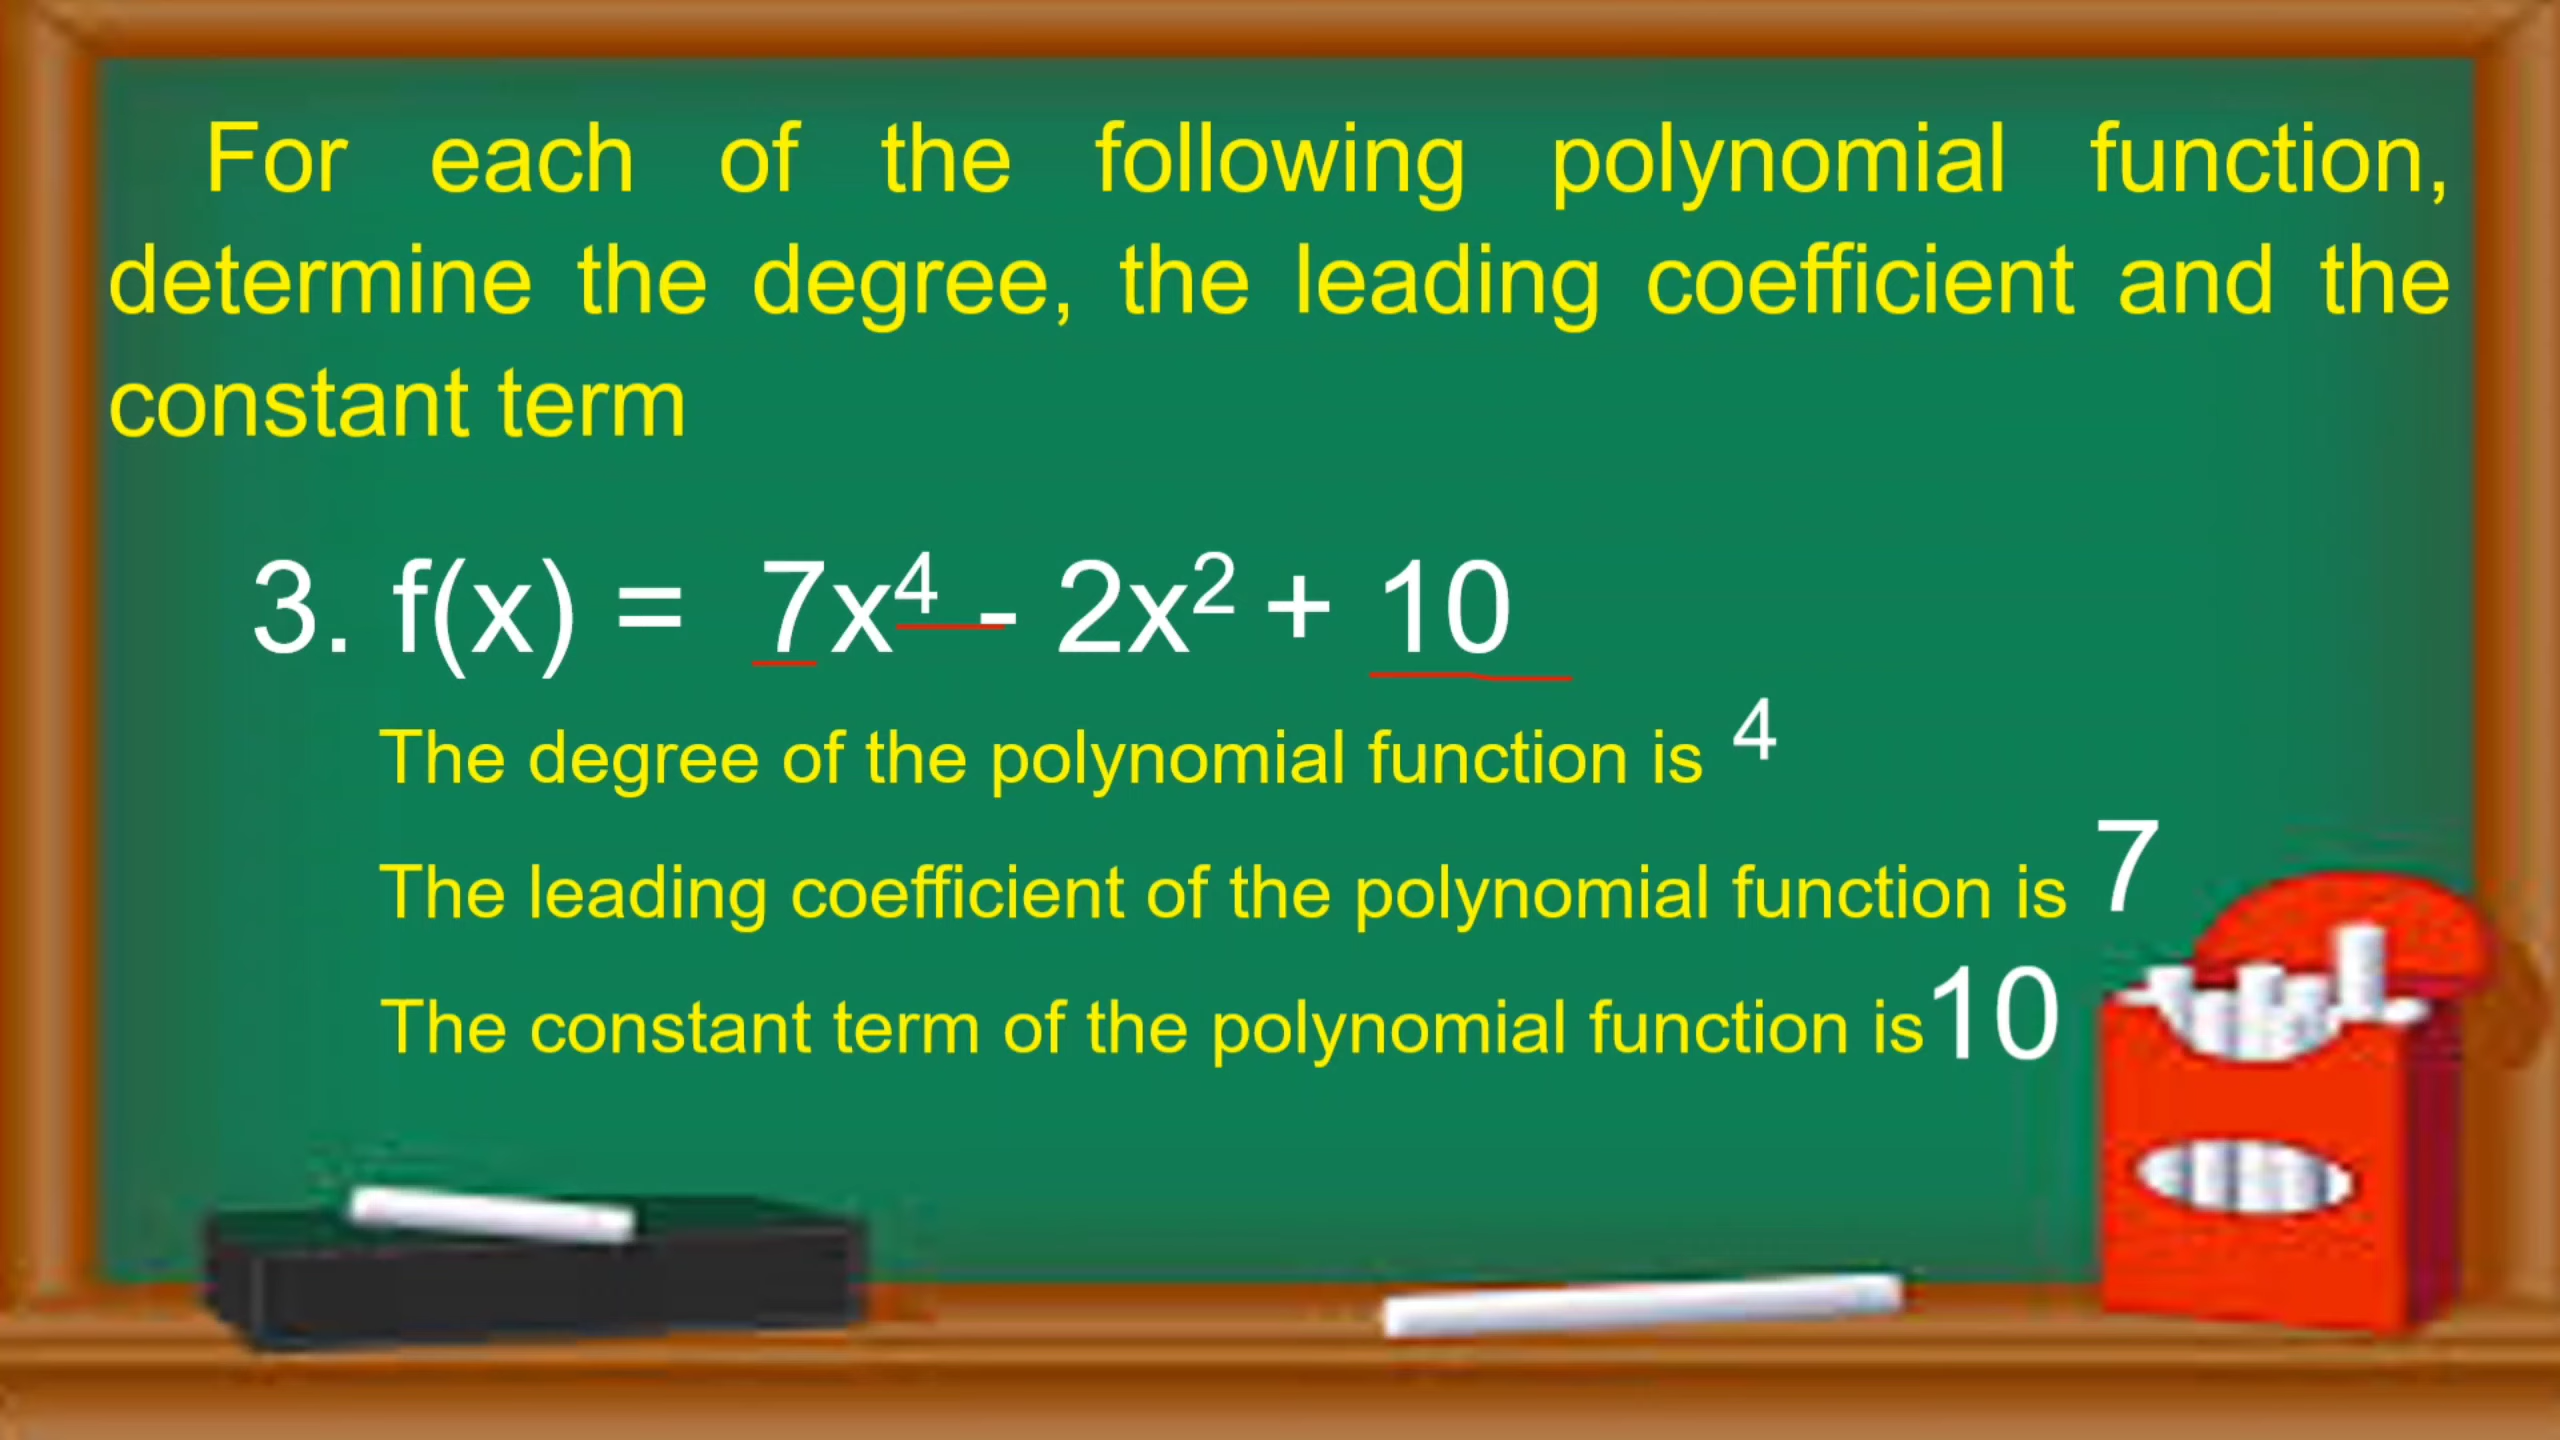 For each of the following polynomial function,
determine the degree, the leading coefficient and the
constant term
3. f(x) = 7x⁴ - 2x² + 10
The degree of the polynomial function is 4
The leading coefficient of the polynomial function is 7
The constant term of the polynomial function is 10